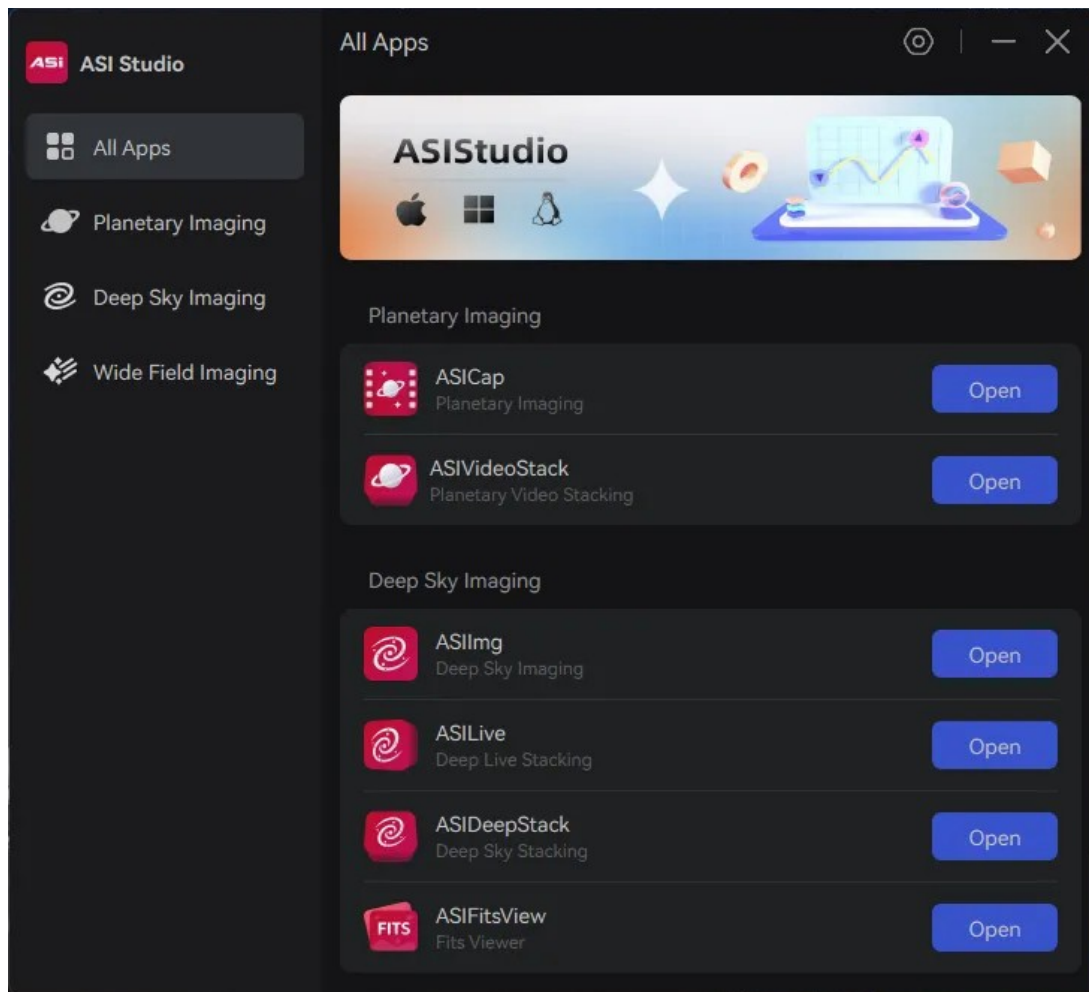 ASI ASI Studio
All Apps
Planetary Imaging
Deep Sky Imaging
Wide Field Imaging
All Apps
ASIStudio
Planetary Imaging
ASICap
Planetary Imaging
Open
ASIVideoStack
Planetary Video Stacking
Open
Deep Sky Imaging
ASIImg
Deep Sky Imaging
Open
ASILive
Deep Live Stacking
Open
ASIDeepStack
Deep Sky Stacking
Open
FITS
ASIFitsView
Fits Viewer
Open